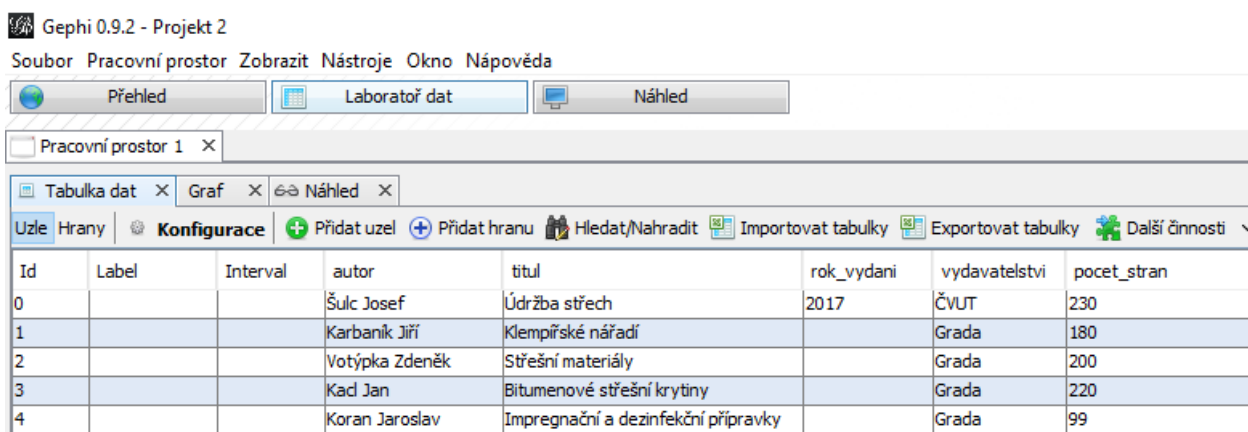 Gephi 0.9.2 - Projekt 2
Soubor Pracovní prostor Zobrazit Nástroje Okno Nápověda
Přehled Laboratoř dat Náhled
Pracovní prostor 1
Tabulka dat Graf Náhled
Uzle Hrany Konfigurace Přidat uzel Přidat hranu Hledat/Nahradit Importovat tabulky Exportovat tabulky Další činnosti
Id Label Interval autor titul rok_vydani vydavatelstvi pocet_stran
0 Šulc Josef Údržba střech 2017 ČVUT 230
1 Karbaník Jiří Klempířské nářadí Grada 180
2 Votýpka Zdeněk Střešní materiály Grada 200
3 Kacl Jan Bitumenové střešní krytiny Grada 220
4 Koran Jaroslav Impregnační a dezinfekční přípravky Grada 99